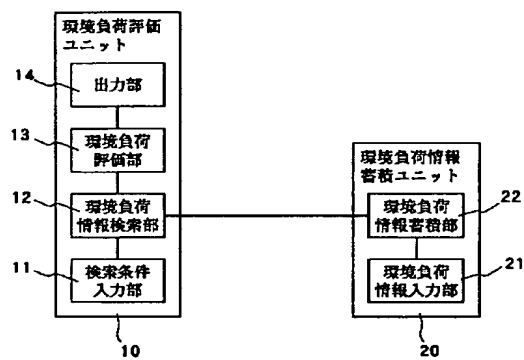 環境負荷評価
ユニット
14
出力部
13
環境負荷
評価部
12
環境負荷
情報検索部
11
検索条件
入力部
10
環境負荷情報
蓄積ユニット
環境負荷
情報蓄積部
22
環境負荷
情報入力部
21
20